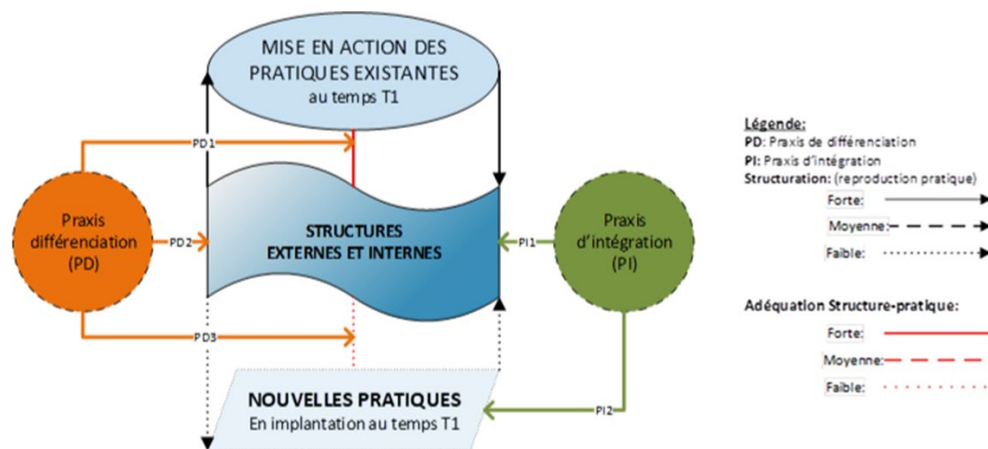 MISE EN ACTION DES
PRATIQUES EXISTANTES
au temps T1
PD1
Praxis
différenciation
(PD)
PD2
STRUCTURES
EXTERNES ET INTERNES
PI1
Praxis
d'intégration
(PI)
PD3
NOUVELLES PRATIQUES
En implantation au temps T1
PI2
Légende:
PD: Praxis de différenciation
PI: Praxis d'intégration
Structuration: (reproduction pratique)
Forte:
Moyenne:
Faible:
Adéquation Structure-pratique:
Forte:
Moyenne:
Faible: